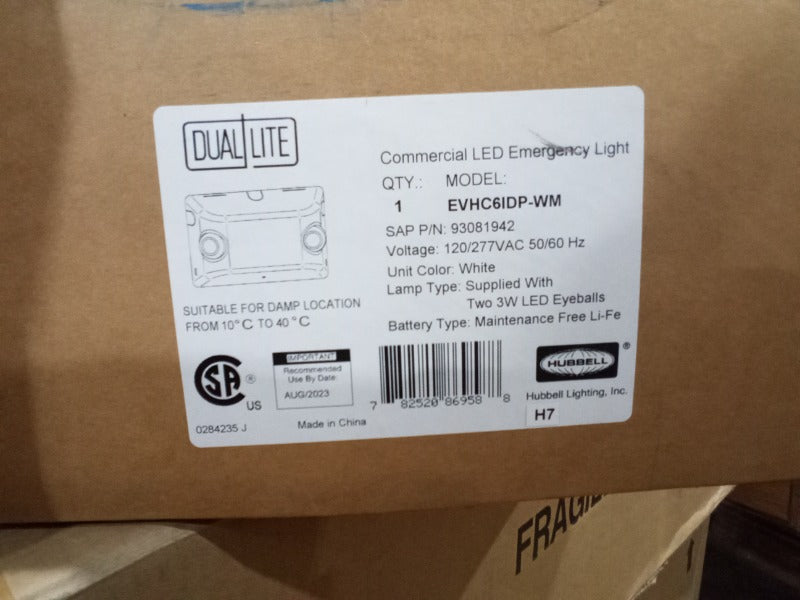 DUAL LITE
Commercial LED Emergency Light
QTY.: MODEL:
1 EVHC6IDP-WM
SAP P/N: 93081942
Voltage: 120/277VAC 50/60 Hz
Unit Color: White
Lamp Type: Supplied With
Two 3W LED Eyeballs
Battery Type: Maintenance Free Li-Fe
SUITABLE FOR DAMP LOCATION
FROM 10°C TO 40°C
SA ® US
IMPORTANT
Recommended
Use By Date:
AUG/2023
7 82520 86958 8
HUBBELL ®
Hubbell Lighting, Inc.
H7
0284235 J
Made in China
FRAGILE